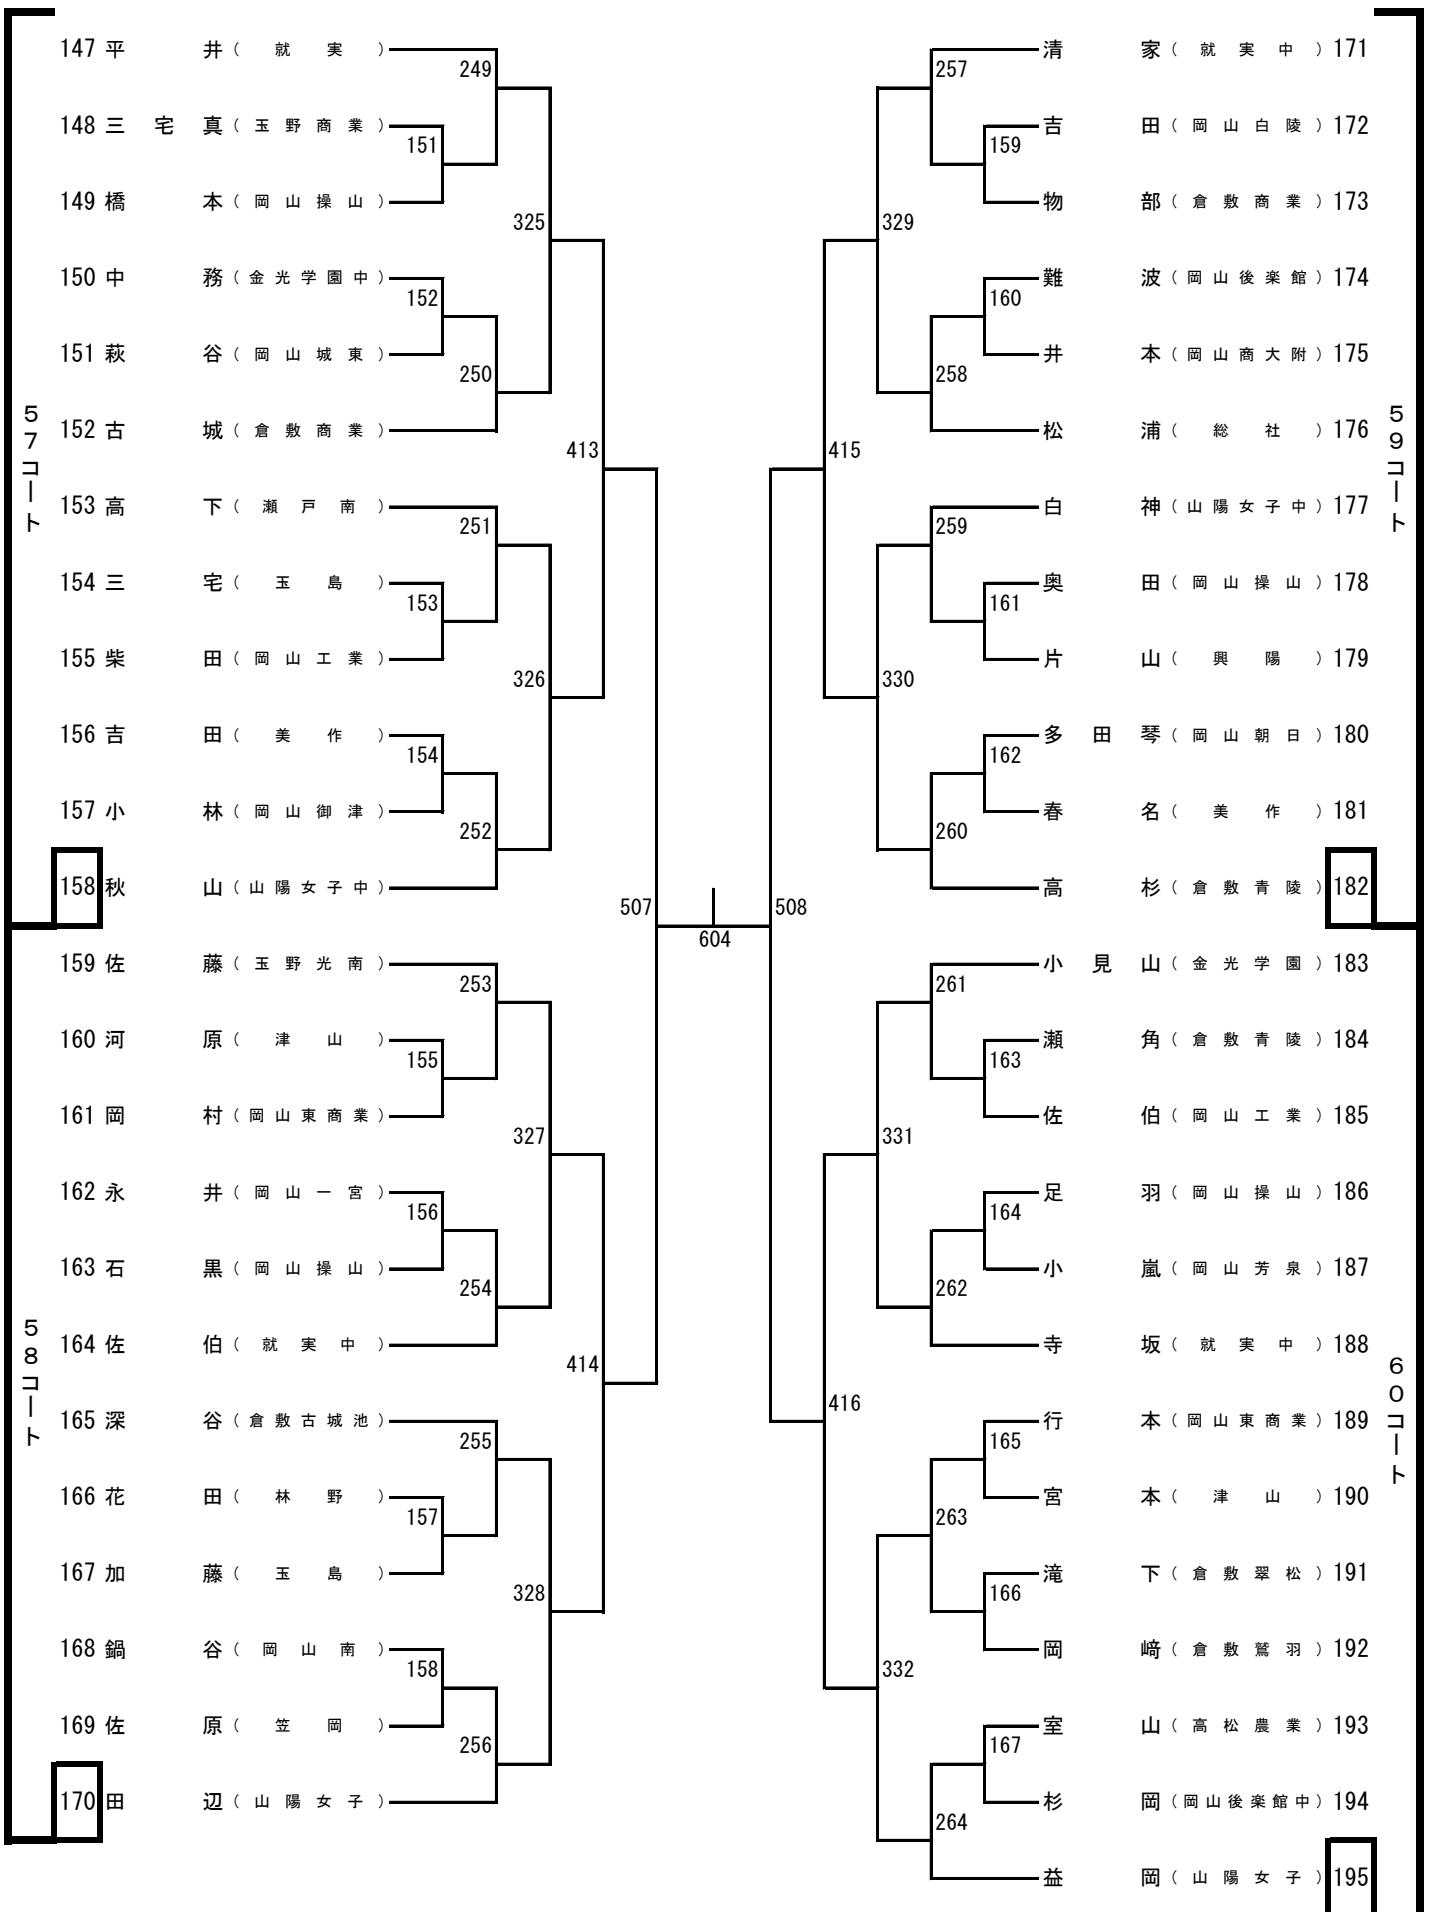 147 平井（就実）
249
148 三宅真（玉野商業）
151
149 橋本（岡山操山）
325
150 中務（金光学園中）
152
151 萩谷（岡山城東）
250
152 古城（倉敷商業）
413
57コート
153 高下（瀬戸南）
251
154 三宅（玉島）
153
155 柴田（岡山工業）
326
156 吉田（美作）
154
157 小林（岡山御津）
252
158 秋山（山陽女子中）
507
159 佐藤（玉野光南）
253
160 河原（津山）
155
161 岡村（岡山東商業）
327
162 永井（岡山一宮）
156
163 石黒（岡山操山）
254
58コート
164 佐伯（就実中）
414
165 深谷（倉敷古城池）
255
166 花田（林野）
157
167 加藤（玉島）
328
168 鍋谷（岡山南）
158
169 佐原（笠岡）
256
170 田辺（山陽女子）
604
清家（就実中）171
257
吉田（岡山白陵）172
159
物部（倉敷商業）173
329
難波（岡山後楽館）174
160
井本（岡山商大附）175
258
松浦（総社）176
415
59コート
白神（山陽女子中）177
259
奥田（岡山操山）178
161
片山（興陽）179
330
多田琴（岡山朝日）180
162
春名（美作）181
260
高杉（倉敷青陵）182
508
小見山（金光学園）183
261
瀬角（倉敷青陵）184
163
佐伯（岡山工業）185
331
足羽（岡山操山）186
164
小嵐（岡山芳泉）187
262
寺坂（就実中）188
60コート
416
行本（岡山東商業）189
165
宮本（津山）190
263
滝下（倉敷翠松）191
166
岡﨑（倉敷鷲羽）192
332
室山（高松農業）193
167
杉岡（岡山後楽館中）194
264
益岡（山陽女子）195